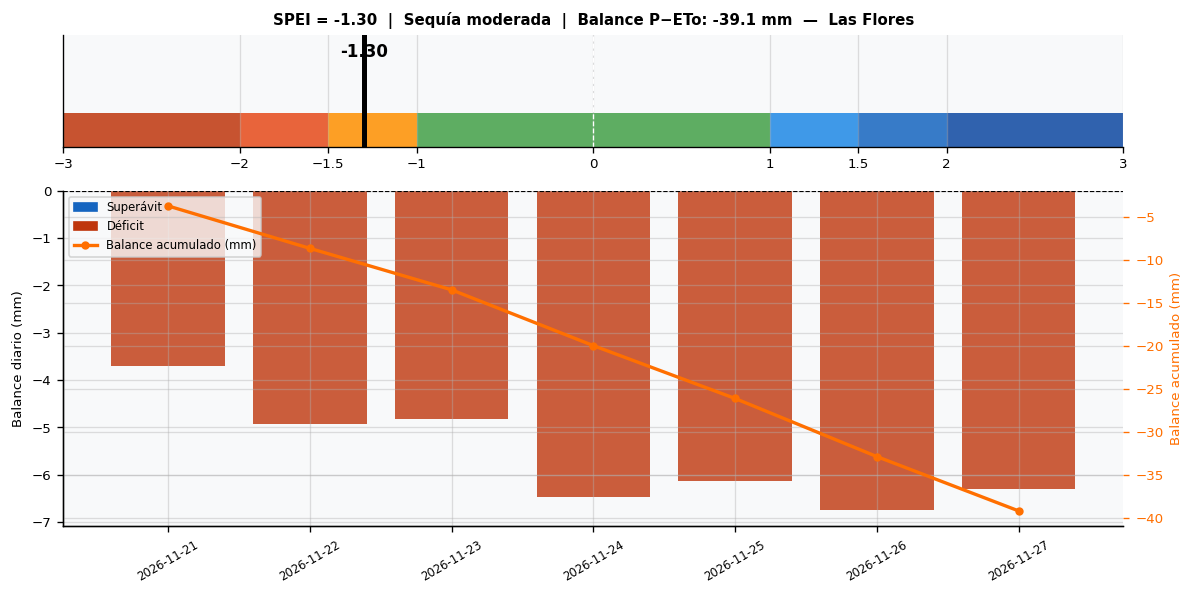 SPEI = -1.30  |  Sequía moderada  |  Balance P−ETo: -39.1 mm  —  Las Flores
-1.30
−3 −2 −1.5 −1 0 1 1.5 2 3
Superávit
Déficit
Balance acumulado (mm)
Balance diario (mm)
0
−1
−2
−3
−4
−5
−6
−7
−5
−10
−15
−20
−25
−30
−35
−40
Balance acumulado (mm)
2026-11-21 2026-11-22 2026-11-23 2026-11-24 2026-11-25 2026-11-26 2026-11-27